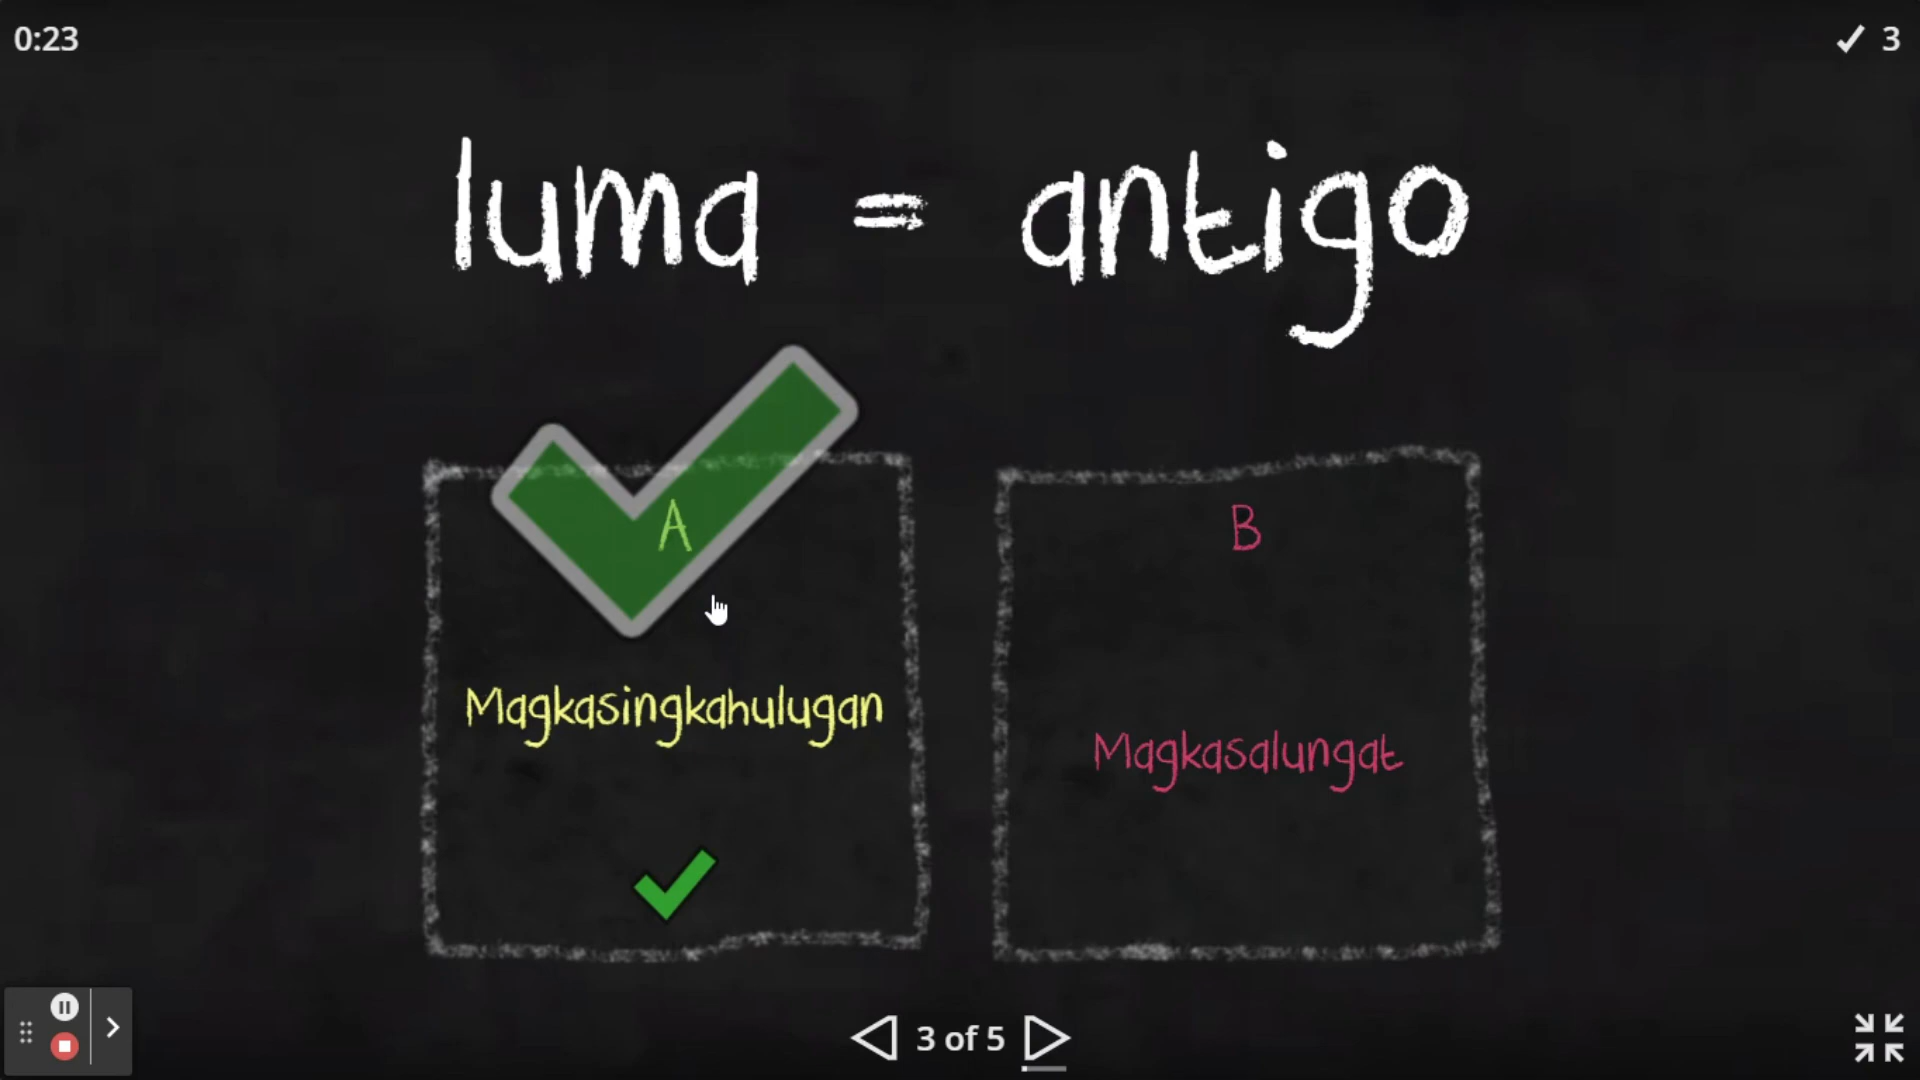 0:23
3
luma = antigo
A
B
Magkasingkahulugan
Magkasalungat
3 of 5